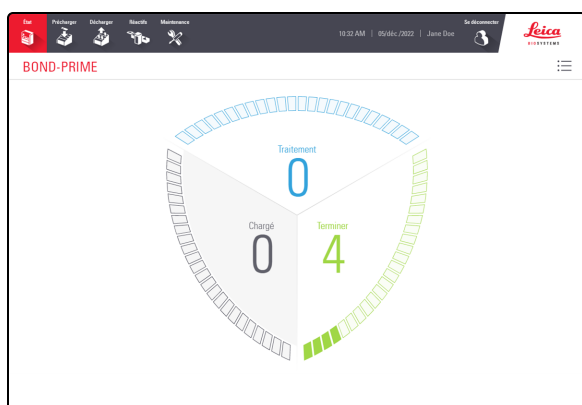 État Précharger Décharger Réactifs Maintenance
10:32 AM | 05/déc./2022 | Jane Doe
Se déconnecter
Leica
BIOSYSTEMS
BOND-PRIME
Traitement
0
Chargé
0
Terminer
4